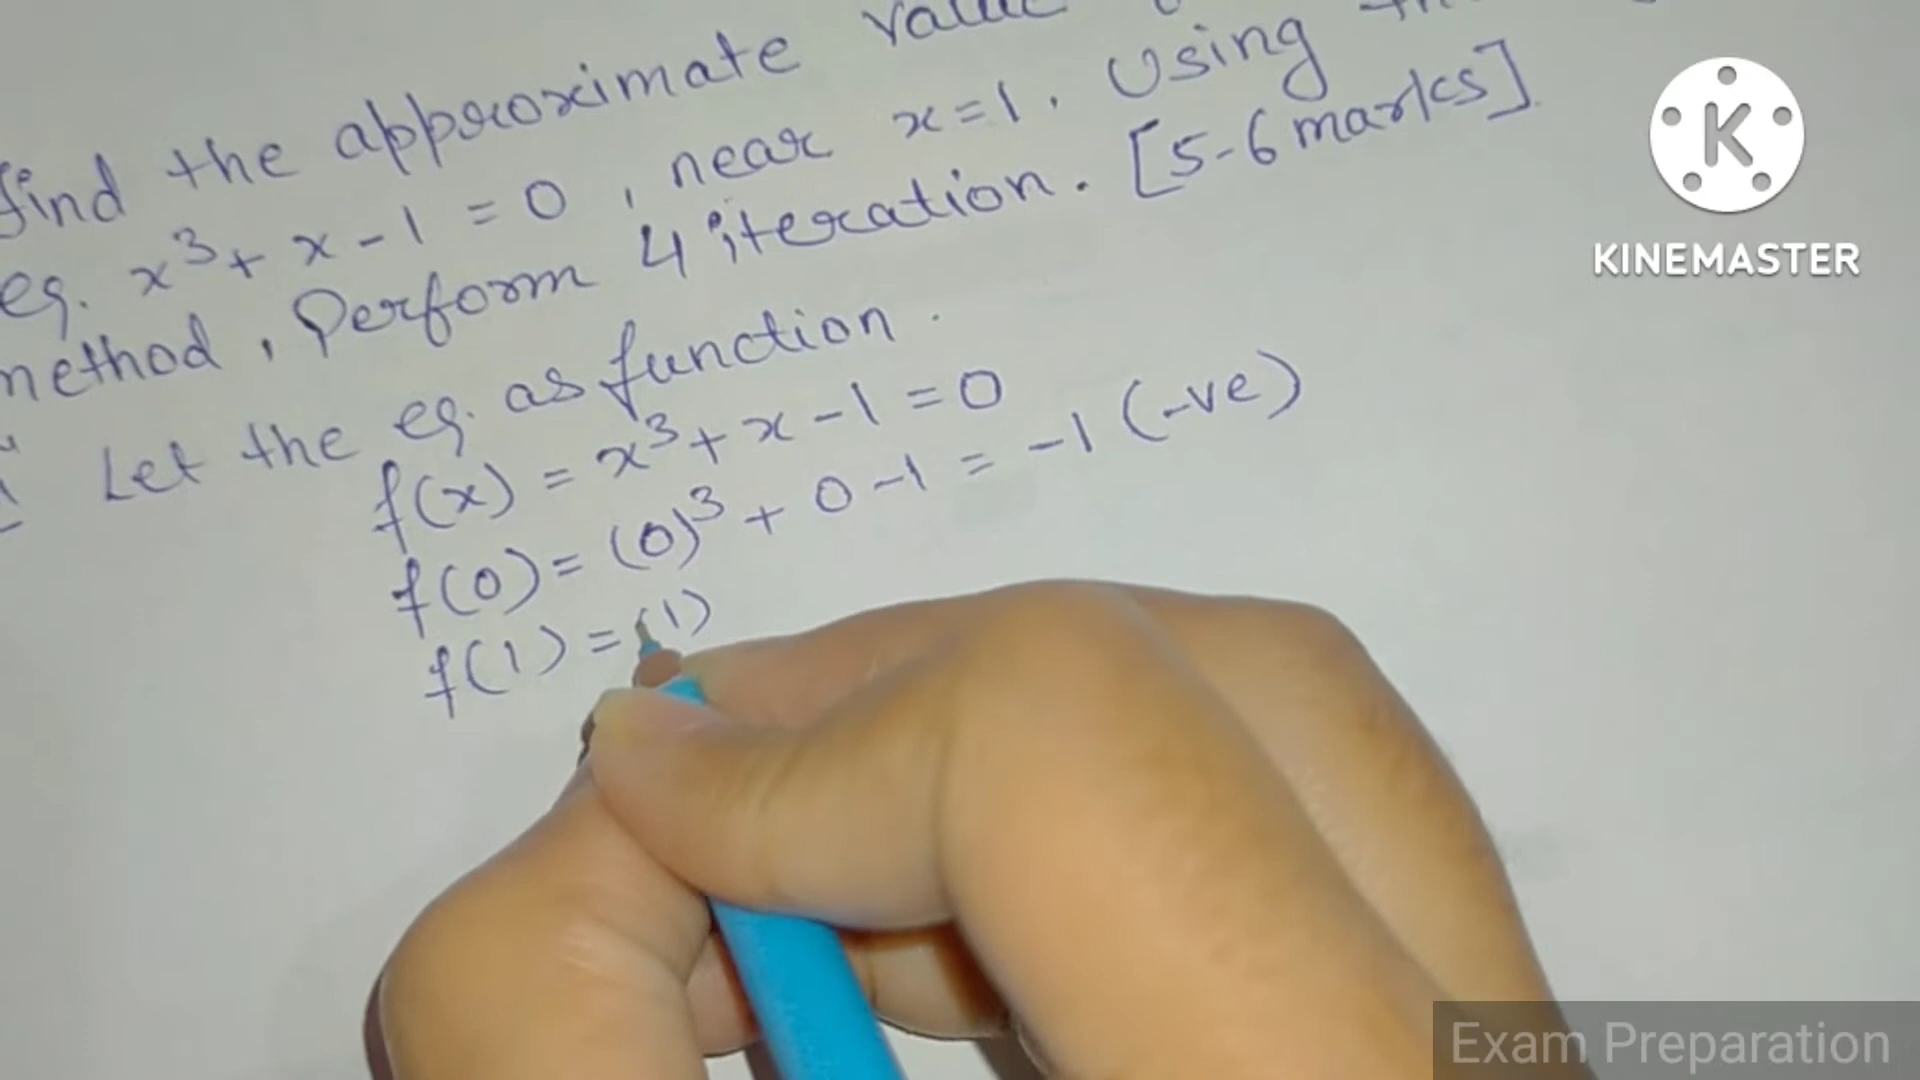 find the approximate value
eq. x³ + x - 1 = 0 , near x = 1 . Using
method , Perform 4 iteration . [5-6 marks]
Let the eq. as function .
f(x) = x³ + x - 1 = 0
f(0) = (0)³ + 0 - 1 = -1 (-ve)
f(1) = (1)
K
KINEMASTER
Exam Preparation